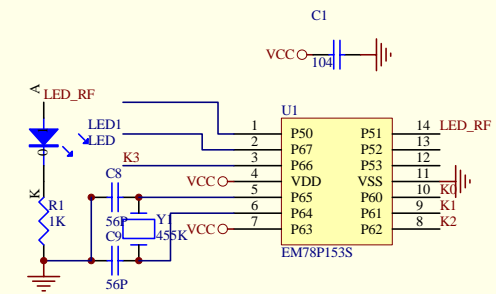 C1
VCC
104
A
LED_RF
LED1
LED
K3
K
R1
1K
C8
56P
C9
56P
Y1
455K
VCC
VCC
U1
1 P50 P51 14 LED_RF
2 P67 P52 13
3 P66 P53 12
4 VDD VSS 11
5 P65 P60 10 K0
6 P64 P61 9 K1
7 P63 P62 8 K2
EM78P153S